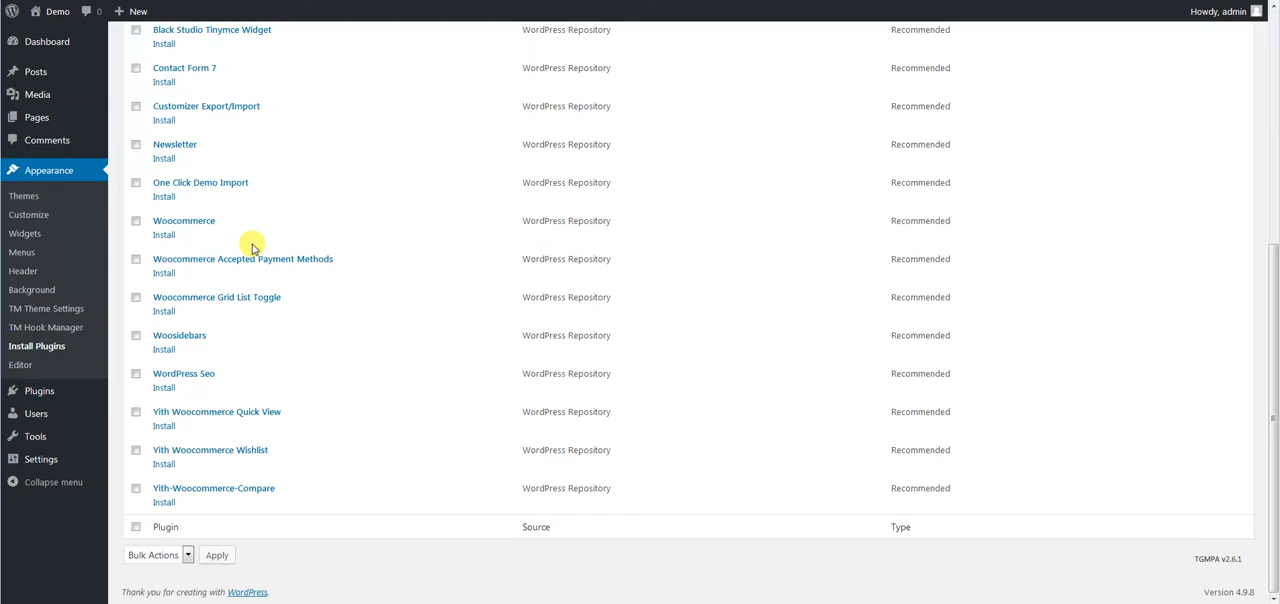 Demo 0 New Howdy, admin
Dashboard
Posts
Media
Pages
Comments
Appearance
Themes
Customize
Widgets
Menus
Header
Background
TM Theme Settings
TM Hook Manager
Install Plugins
Editor
Plugins
Users
Tools
Settings
Collapse menu
Black Studio Tinymce Widget WordPress Repository Recommended
Install
Contact Form 7 WordPress Repository Recommended
Install
Customizer Export/Import WordPress Repository Recommended
Install
Newsletter WordPress Repository Recommended
Install
One Click Demo Import WordPress Repository Recommended
Install
Woocommerce WordPress Repository Recommended
Install
Woocommerce Accepted Payment Methods WordPress Repository Recommended
Install
Woocommerce Grid List Toggle WordPress Repository Recommended
Install
Woosidebars WordPress Repository Recommended
Install
WordPress Seo WordPress Repository Recommended
Install
Yith Woocommerce Quick View WordPress Repository Recommended
Install
Yith Woocommerce Wishlist WordPress Repository Recommended
Install
Yith-Woocommerce-Compare WordPress Repository Recommended
Install
Plugin Source Type
Bulk Actions Apply
TGMPA v2.6.1
Thank you for creating with WordPress. Version 4.9.8